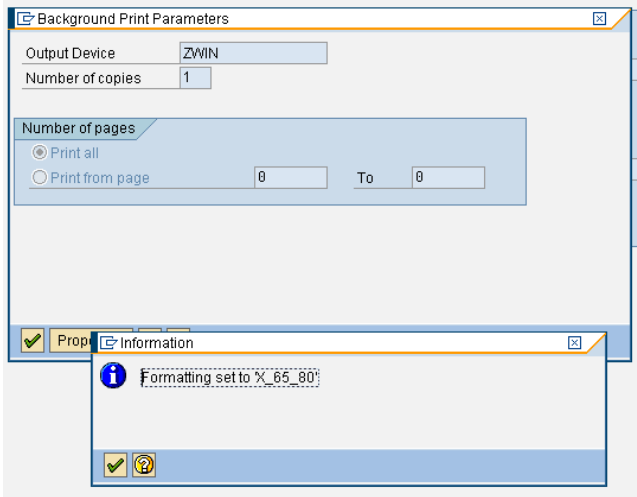 Background Print Parameters
Output Device ZWIN
Number of copies 1
Number of pages
Print all
Print from page 0 To 0
Information
Formatting set to 'X_65_80'